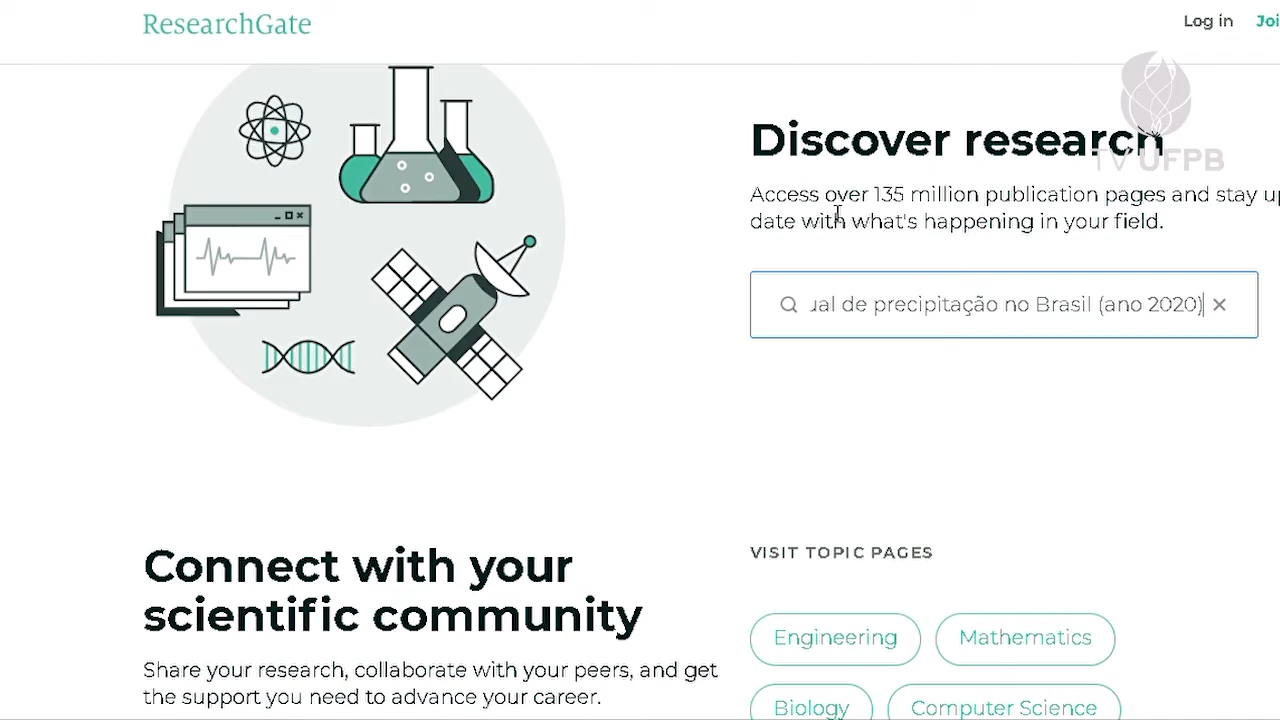 ResearchGate
Log in
TV UFPB
Discover research
Access over 135 million publication pages and stay
date with what's happening in your field.
de precipitação no Brasil (ano 2020)
Connect with your
scientific community
Share your research, collaborate with your peers, and get
the support you need to advance your career.
VISIT TOPIC PAGES
Engineering
Mathematics
Biology
Computer Science